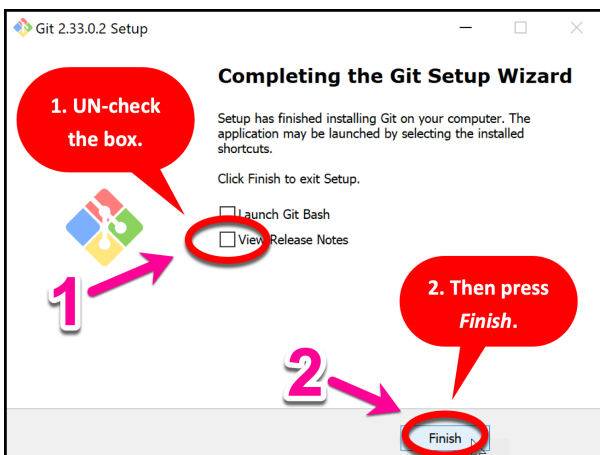 Git 2.33.0.2 Setup
Completing the Git Setup Wizard
1. UN-check
the box.
Setup has finished installing Git on your computer. The
application may be launched by selecting the installed
shortcuts.
Click Finish to exit Setup.
Launch Git Bash
View Release Notes
1
2. Then press
Finish.
2
Finish